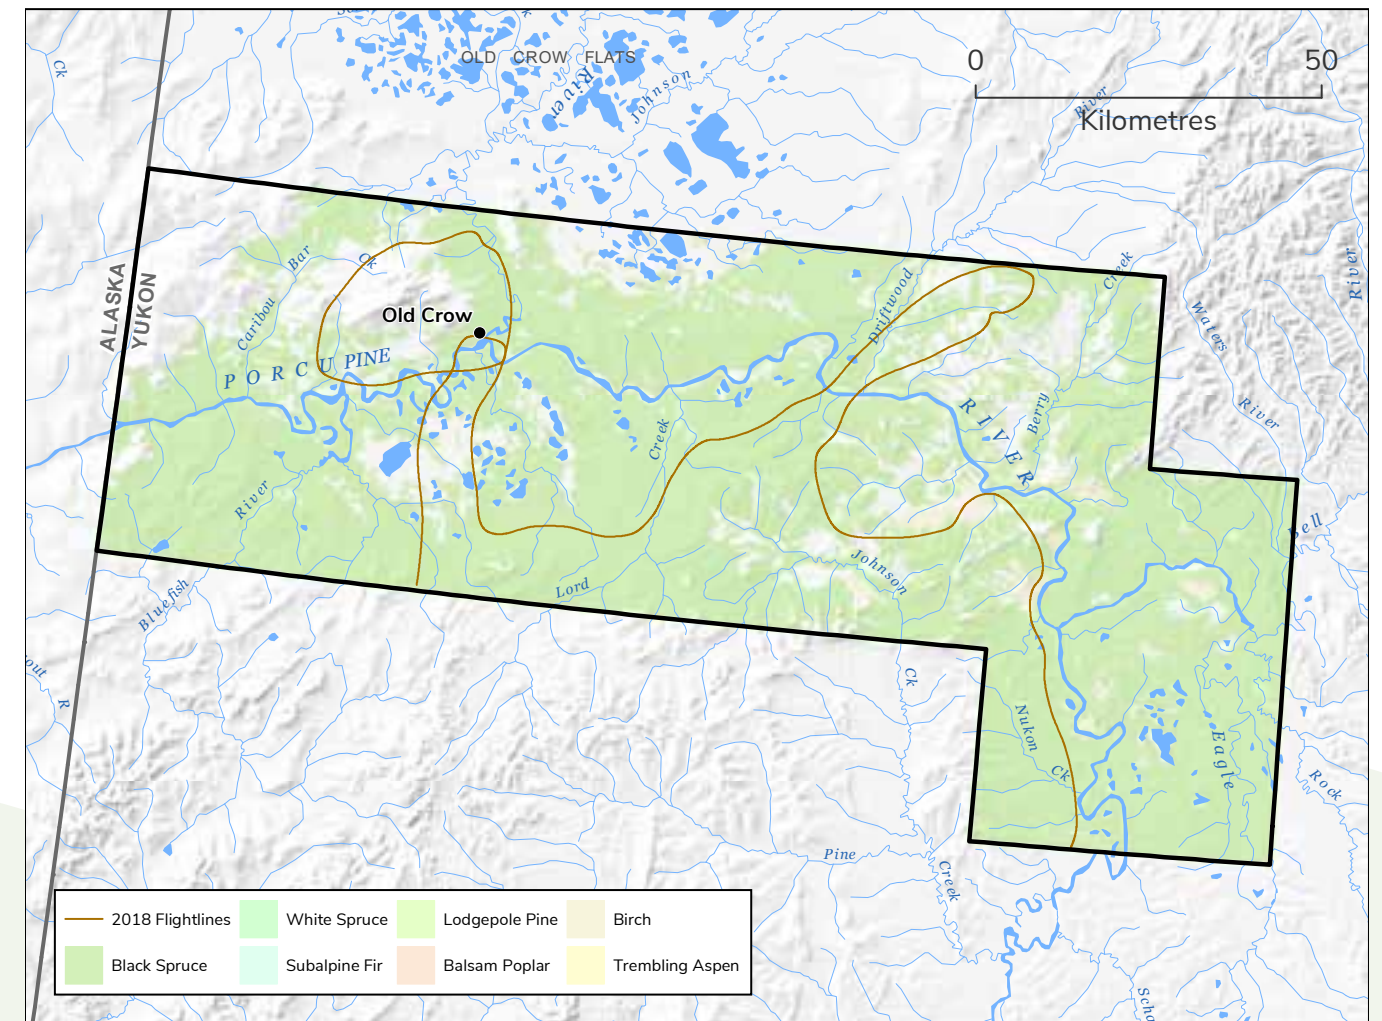 OLD CROW FLATS
River
Johnson
Ck
0 50
Kilometres
River
River
ALASKA
YUKON
Caribou Bar
Ck
Old Crow
PORCUPINE
Driftwood
Creek
Waters
River
RIVER
Berry
Creek
River
Bell
Johnson
Lord
Bluefish
Ck
R
Nukon
Ck
Eagle
Rock
Ck
Pine
Creek
2018 Flightlines White Spruce Lodgepole Pine Birch
Black Spruce Subalpine Fir Balsam Poplar Trembling Aspen